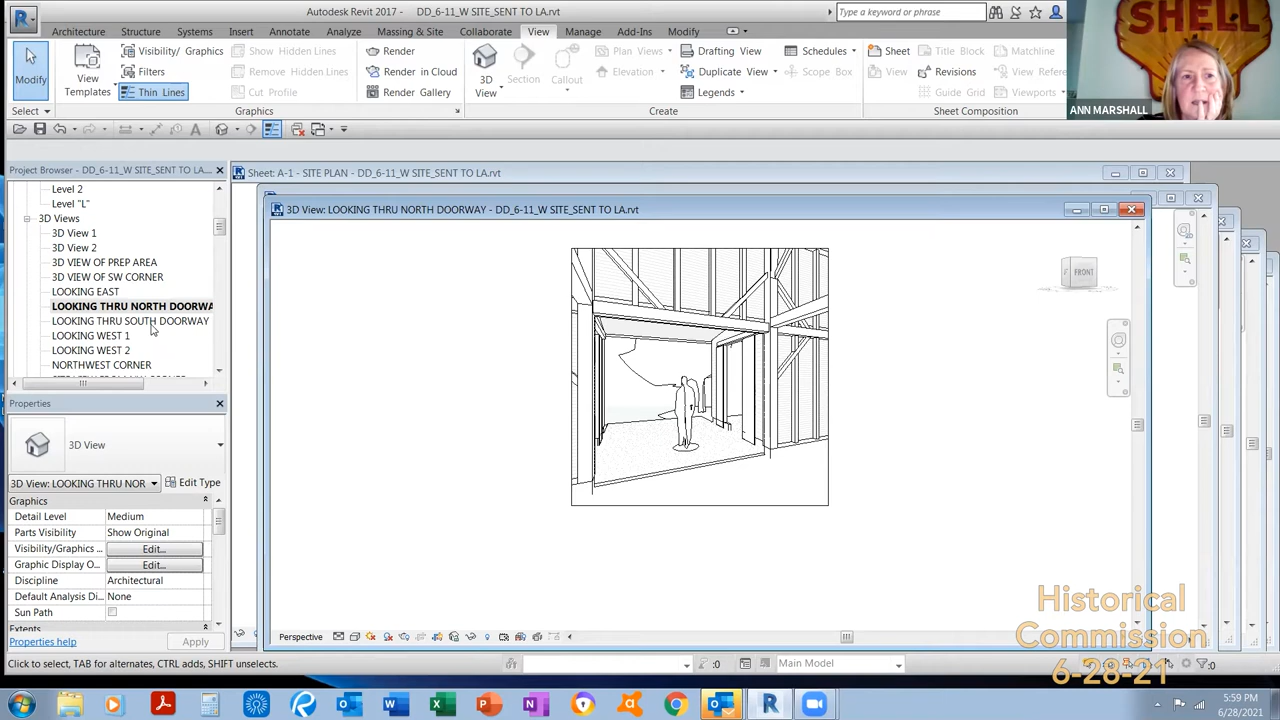 Autodesk Revit 2017 - DD_6-11_W SITE_SENT TO LA.rvt
Type a keyword or phrase
Architecture Structure Systems Insert Annotate Analyze Massing & Site Collaborate View Manage Add-Ins Modify
Modify
View
Templates
Visibility/ Graphics
Filters
Thin Lines
Show Hidden Lines
Remove Hidden Lines
Cut Profile
Render
Render in Cloud
Render Gallery
3D
View
Section
Callout
Plan Views
Elevation
Drafting View
Duplicate View
Legends
Schedules
Scope Box
Sheet
View
Title Block
Revisions
Guide Grid
Matchline
View Refere
Viewports
Select
Graphics
Create
Sheet Composition
SHELL
ANN MARSHALL
Project Browser - DD_6-11_W SITE_SENT TO LA....
Sheet: A-1 - SITE PLAN - DD_6-11_W SITE_SENT TO LA.rvt
3D View: LOOKING THRU NORTH DOORWAY - DD_6-11_W SITE_SENT TO LA.rvt
Level 2
Level "L"
3D Views
3D View 1
3D View 2
3D VIEW OF PREP AREA
3D VIEW OF SW CORNER
LOOKING EAST
LOOKING THRU NORTH DOORWA
LOOKING THRU SOUTH DOORWAY
LOOKING WEST 1
LOOKING WEST 2
NORTHWEST CORNER
FRONT
Properties
3D View
3D View: LOOKING THRU NOR
Edit Type
Graphics
Detail Level Medium
Parts Visibility Show Original
Visibility/Graphics ... Edit...
Graphic Display O... Edit...
Discipline Architectural
Default Analysis Di... None
Sun Path
Extents
Properties help
Apply
Perspective
Historical
Commission
6-28-21
Click to select, TAB for alternates, CTRL adds, SHIFT unselects.
:0
Main Model
:0
5:59 PM
6/28/2021